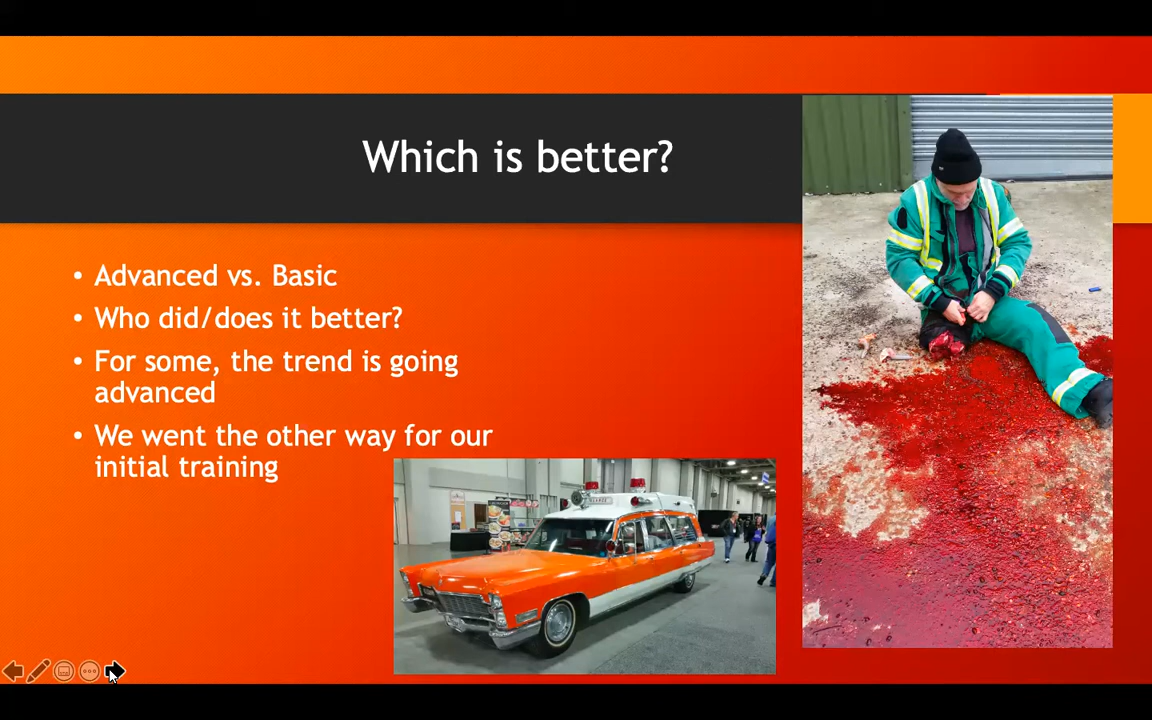 Which is better?
• Advanced vs. Basic
• Who did/does it better?
• For some, the trend is going
advanced
• We went the other way for our
initial training